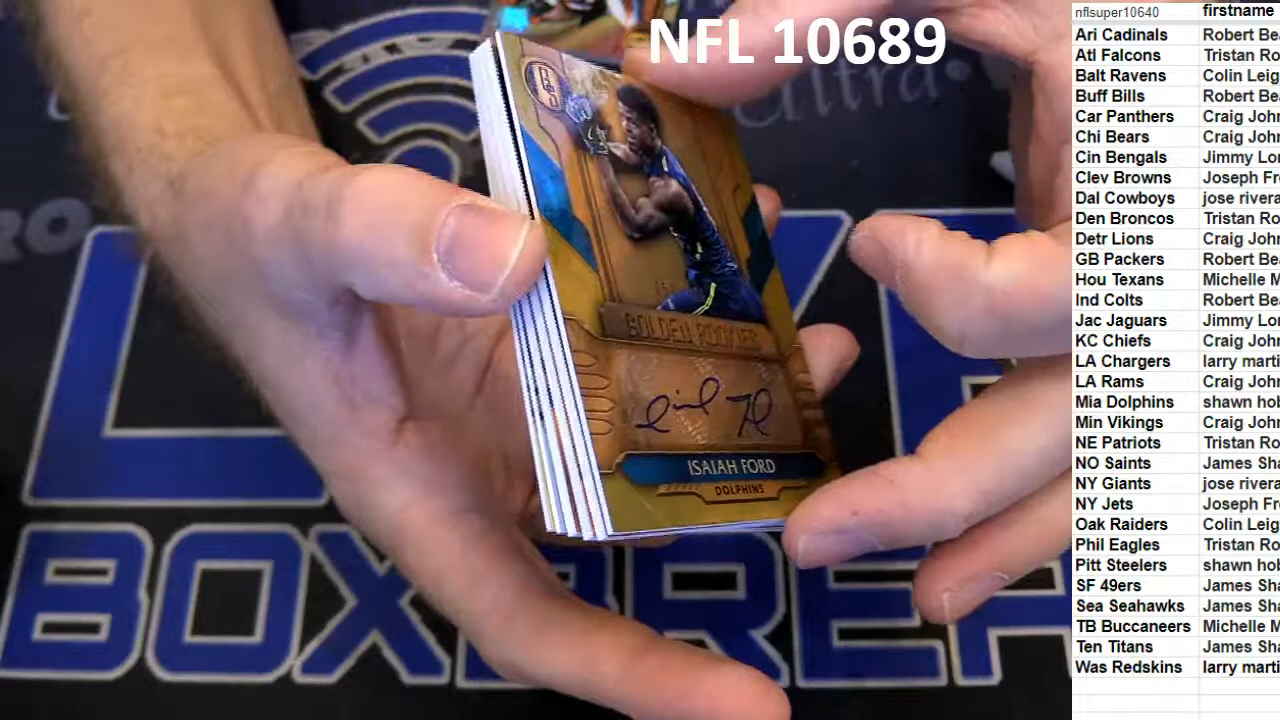 NFL 10689
nflsuper10640 firstname
Ari Cadinals Robert Be
Atl Falcons Tristan Ro
Balt Ravens Colin Leig
Buff Bills Robert Be
Car Panthers Craig John
Chi Bears Craig John
Cin Bengals Jimmy Lo
Clev Browns Joseph Fr
Dal Cowboys jose rivera
Den Broncos Tristan Ro
Detr Lions Craig John
GB Packers Robert Be
Hou Texans Michelle M
Ind Colts Robert Be
Jac Jaguars Jimmy Lo
KC Chiefs Craig John
LA Chargers larry marti
LA Rams Craig John
Mia Dolphins shawn hob
Min Vikings Craig John
NE Patriots Tristan Ro
NO Saints James Sha
NY Giants jose rivera
NY Jets Joseph Fr
Oak Raiders Colin Leig
Phil Eagles Tristan Ro
Pitt Steelers shawn hob
SF 49ers James Sha
Sea Seahawks James Sha
TB Buccaneers Michelle M
Ten Titans James Sha
Was Redskins larry marti
GOLDEN ROOKIES
ISAIAH FORD
DOLPHINS
ultra
RO
BOXBREA